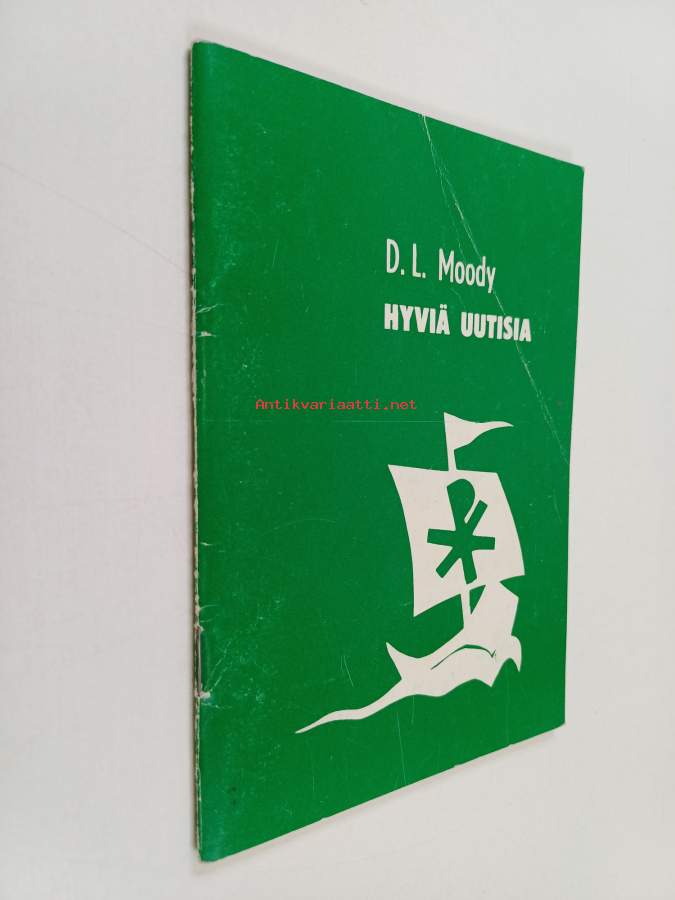 D. L. Moody
HYVIÄ UUTISIA
Antikvariaatti.net